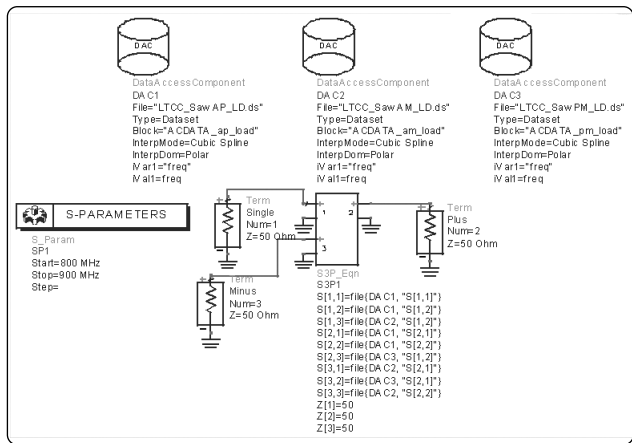 DAC
DAC
DAC
DataAccessComponent
DAC1
File="LTCC_SawAP_LD.ds"
Type=Dataset
Block="ACDATA_ap_load"
InterpMode=Cubic Spline
InterpDom=Polar
iVar1="freq"
iVal1=freq
DataAccessComponent
DAC2
File="LTCC_SawAM_LD.ds"
Type=Dataset
Block="ACDATA_am_load"
InterpMode=Cubic Spline
InterpDom=Polar
iVar1="freq"
iVal1=freq
DataAccessComponent
DAC3
File="LTCC_SawPM_LD.ds"
Type=Dataset
Block="ACDATA_pm_load"
InterpMode=Cubic Spline
InterpDom=Polar
iVar1="freq"
iVal1=freq
S-PARAMETERS
S_Param
SP1
Start=800 MHz
Stop=900 MHz
Step=
Term
Single
Num=1
Z=50 Ohm
1
2
3
Term
Plus
Num=2
Z=50 Ohm
Term
Minus
Num=3
Z=50 Ohm
S3P_Eqn
S3P1
S[1,1]=file{DAC1, "S[1,1]"}
S[1,2]=file{DAC1, "S[1,2]"}
S[1,3]=file{DAC2, "S[1,2]"}
S[2,1]=file{DAC1, "S[2,1]"}
S[2,2]=file{DAC1, "S[2,2]"}
S[2,3]=file{DAC3, "S[1,2]"}
S[3,1]=file{DAC2, "S[2,1]"}
S[3,2]=file{DAC3, "S[2,1]"}
S[3,3]=file{DAC2, "S[2,2]"}
Z[1]=50
Z[2]=50
Z[3]=50